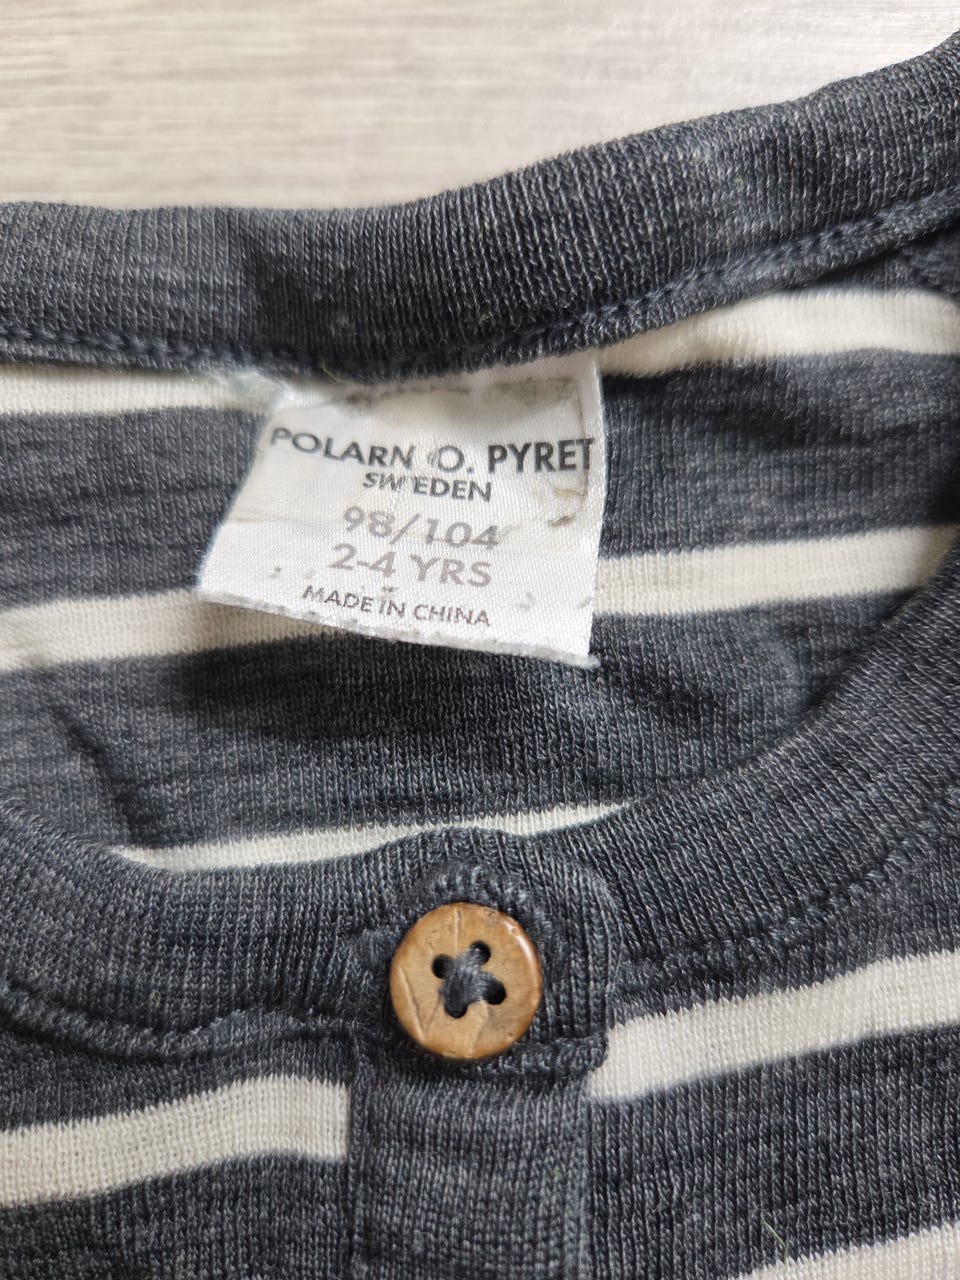 POLARN O. PYRET
SWEDEN
98/104
2-4 YRS
MADE IN CHINA